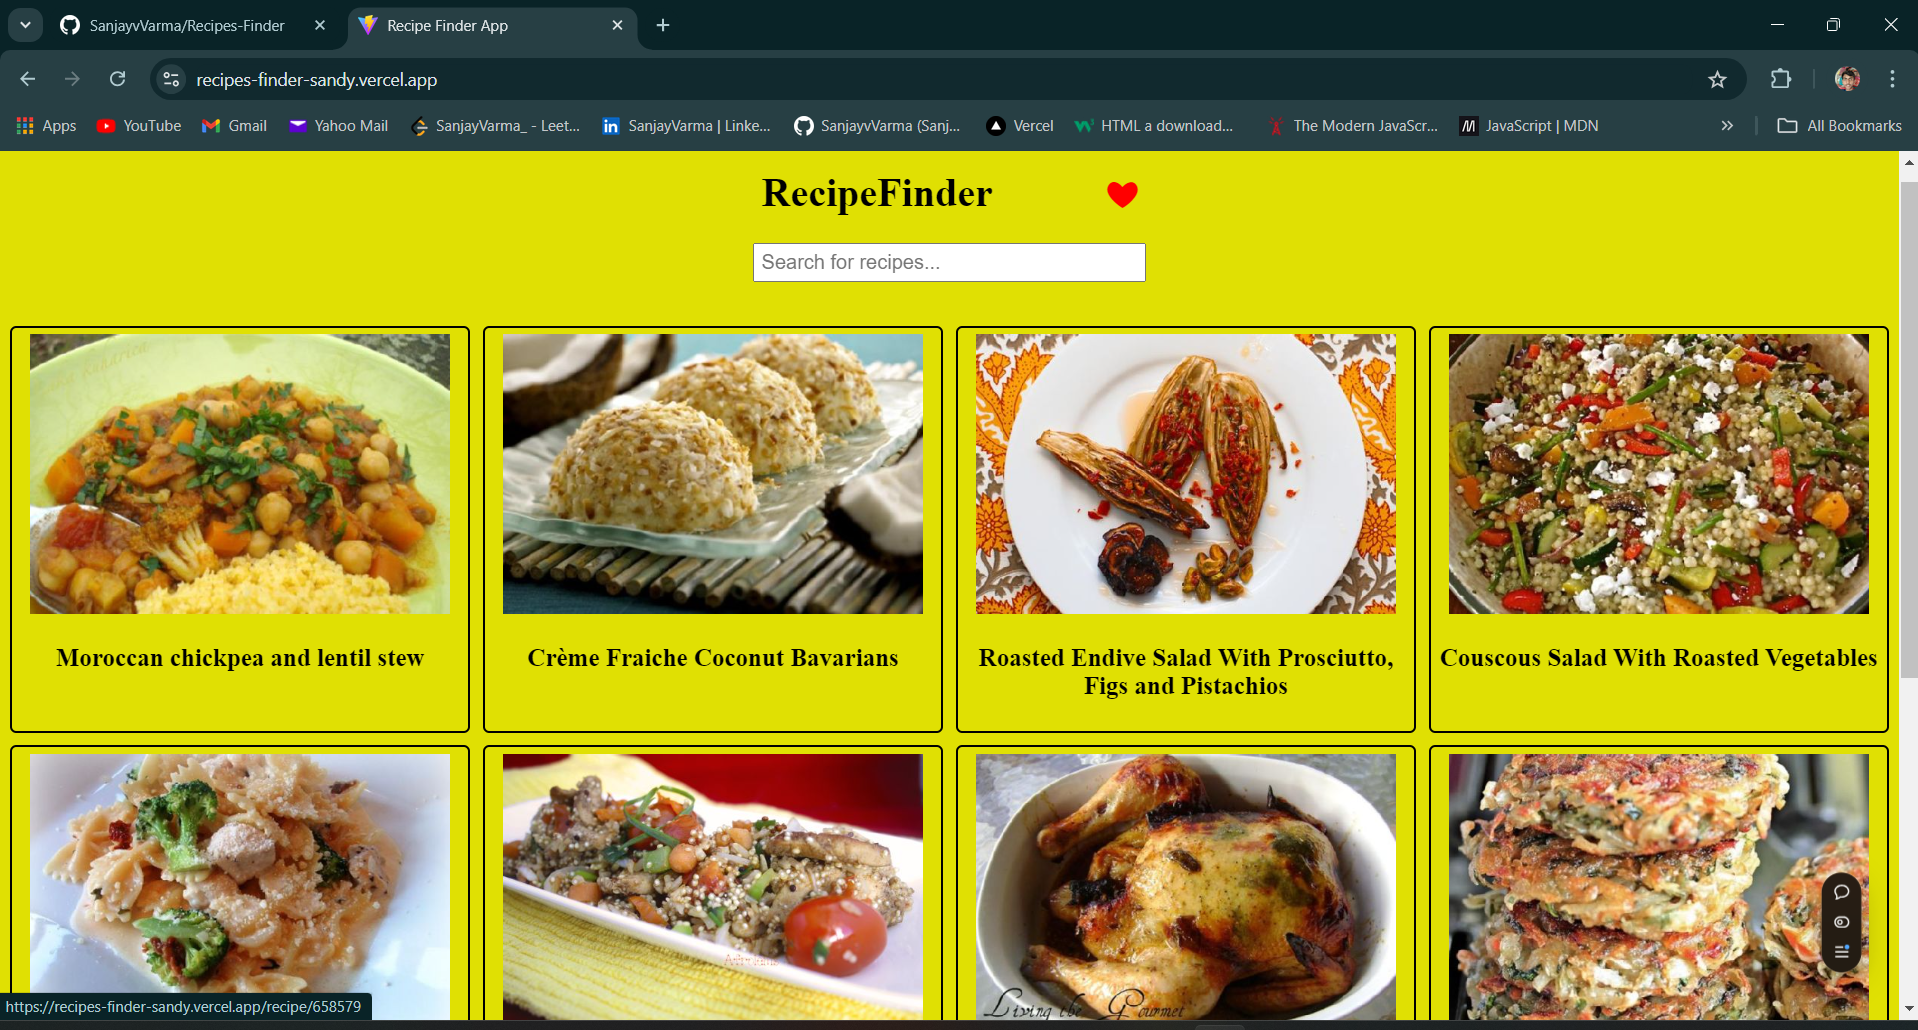 SanjayvVarma/Recipes-Finder
Recipe Finder App
recipes-finder-sandy.vercel.app
Apps YouTube Gmail Yahoo Mail SanjayVarma_ - Leet... SanjayVarma | Linke... SanjayvVarma (Sanj... Vercel HTML a download... The Modern JavaScr... JavaScript | MDN » All Bookmarks
RecipeFinder
Search for recipes...
Moroccan chickpea and lentil stew
Crème Fraiche Coconut Bavarians
Roasted Endive Salad With Prosciutto,
Figs and Pistachios
Couscous Salad With Roasted Vegetables
Living the Gourmet
https://recipes-finder-sandy.vercel.app/recipe/658579